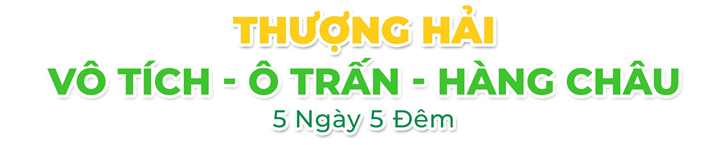 THƯỢNG HẢI
VÔ TÍCH - Ô TRẤN - HÀNG CHÂU
5 Ngày 5 Đêm